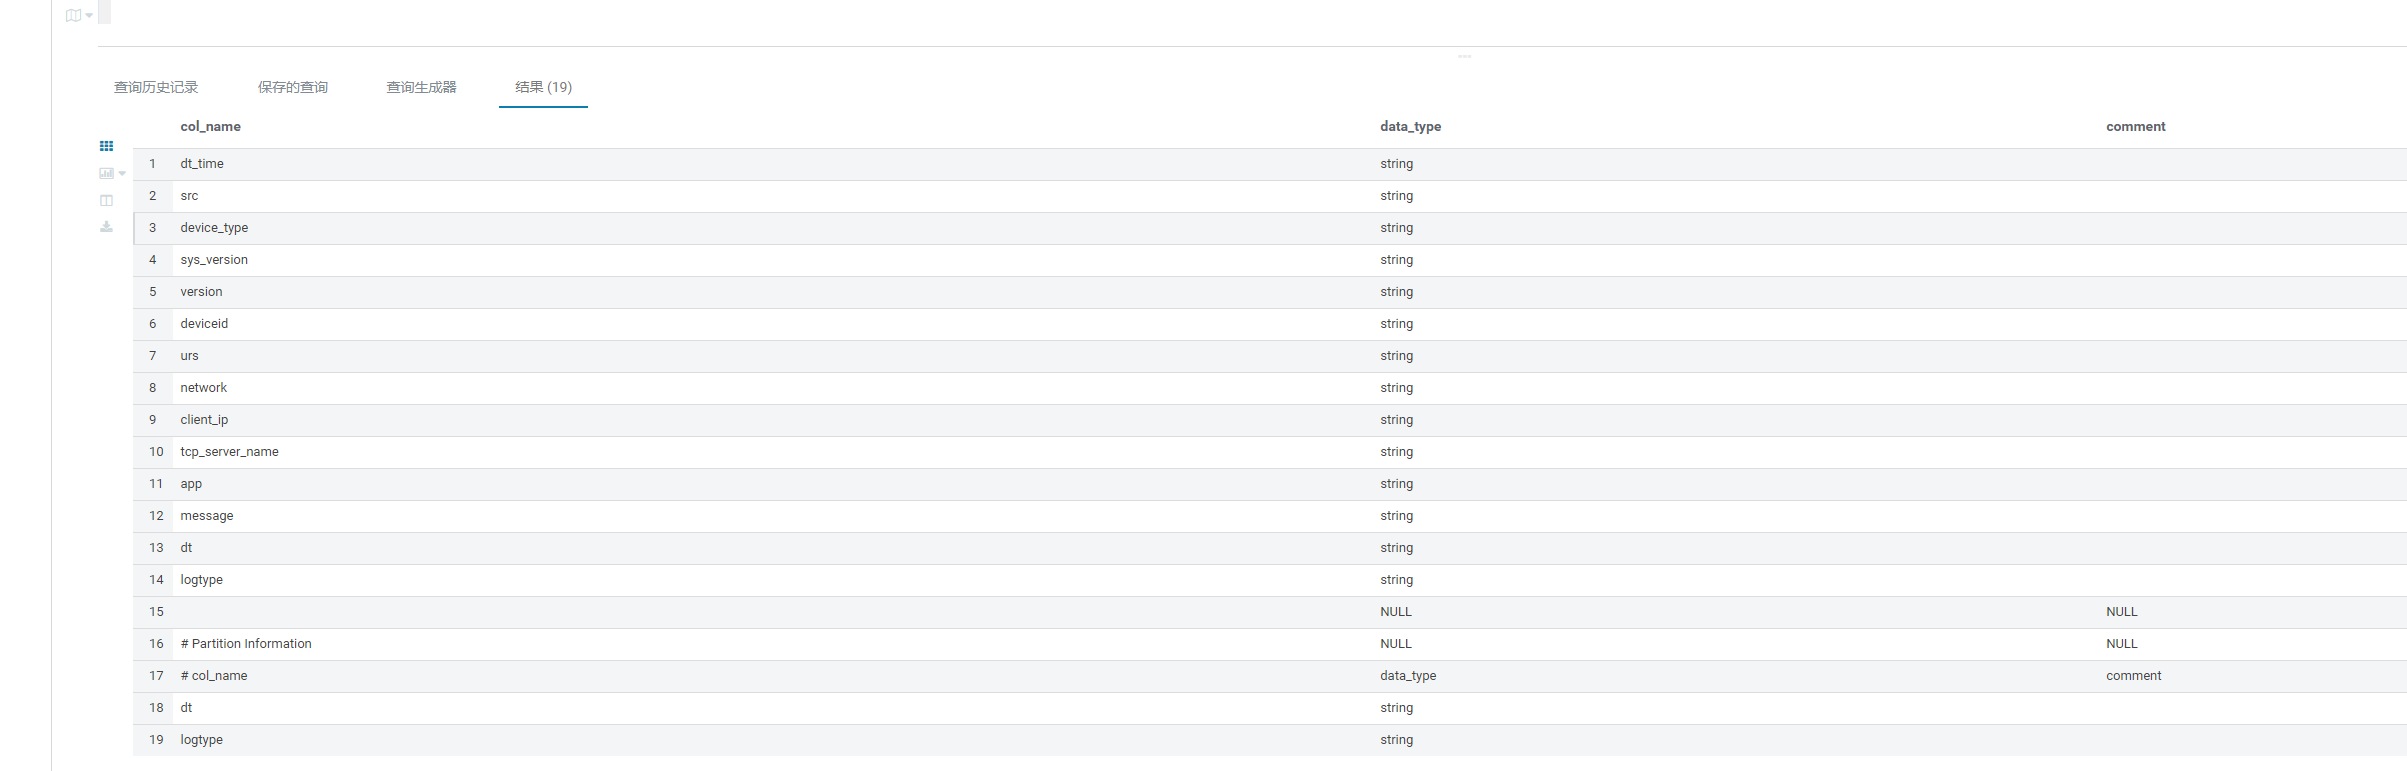 查询历史记录 保存的查询 查询生成器 结果 (19)
col_name data_type comment
1 dt_time string
2 src string
3 device_type string
4 sys_version string
5 version string
6 deviceid string
7 urs string
8 network string
9 client_ip string
10 tcp_server_name string
11 app string
12 message string
13 dt string
14 logtype string
15 NULL NULL
16 # Partition Information NULL NULL
17 # col_name data_type comment
18 dt string
19 logtype string